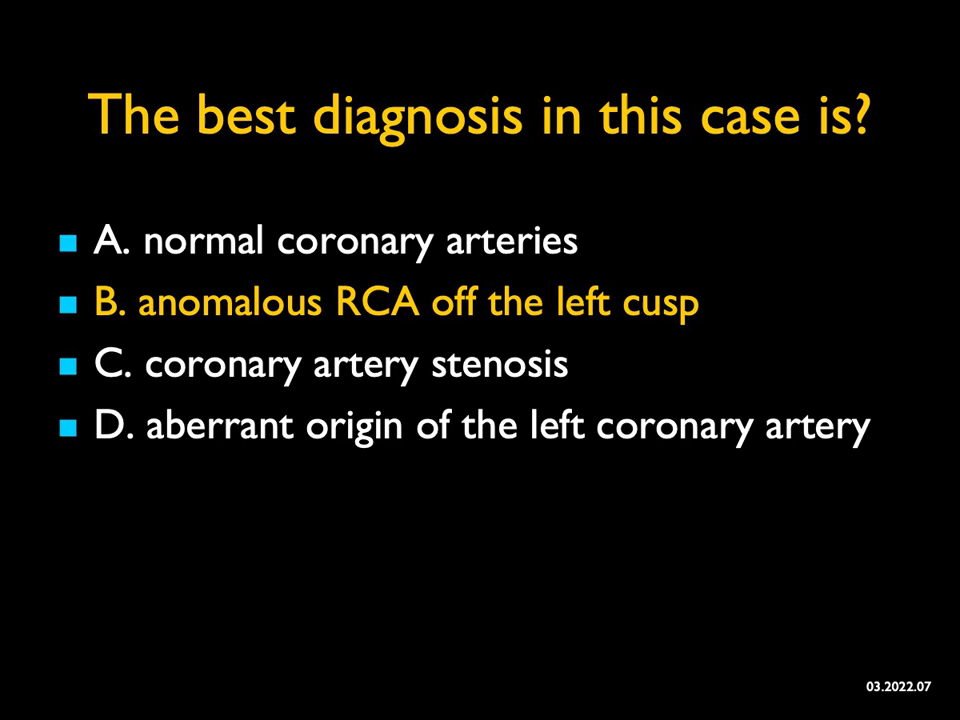 The best diagnosis in this case is?
A. normal coronary arteries
B. anomalous RCA off the left cusp
C. coronary artery stenosis
D. aberrant origin of the left coronary artery
03.2022.07